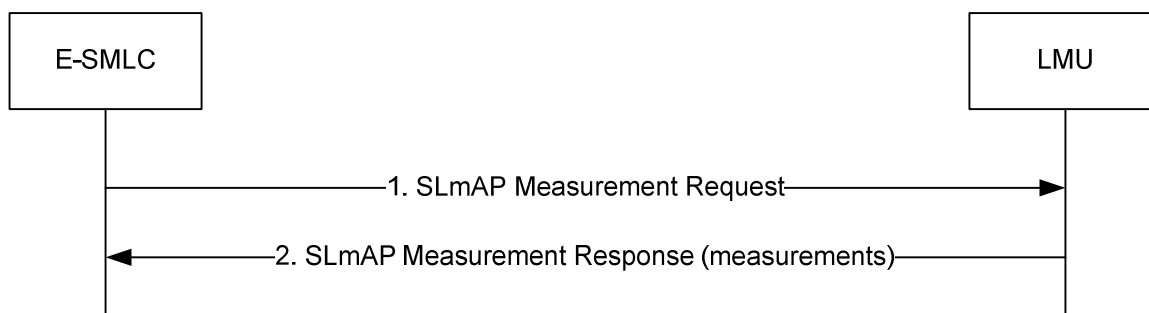 E-SMLC
LMU
1. SLmAP Measurement Request
2. SLmAP Measurement Response (measurements)